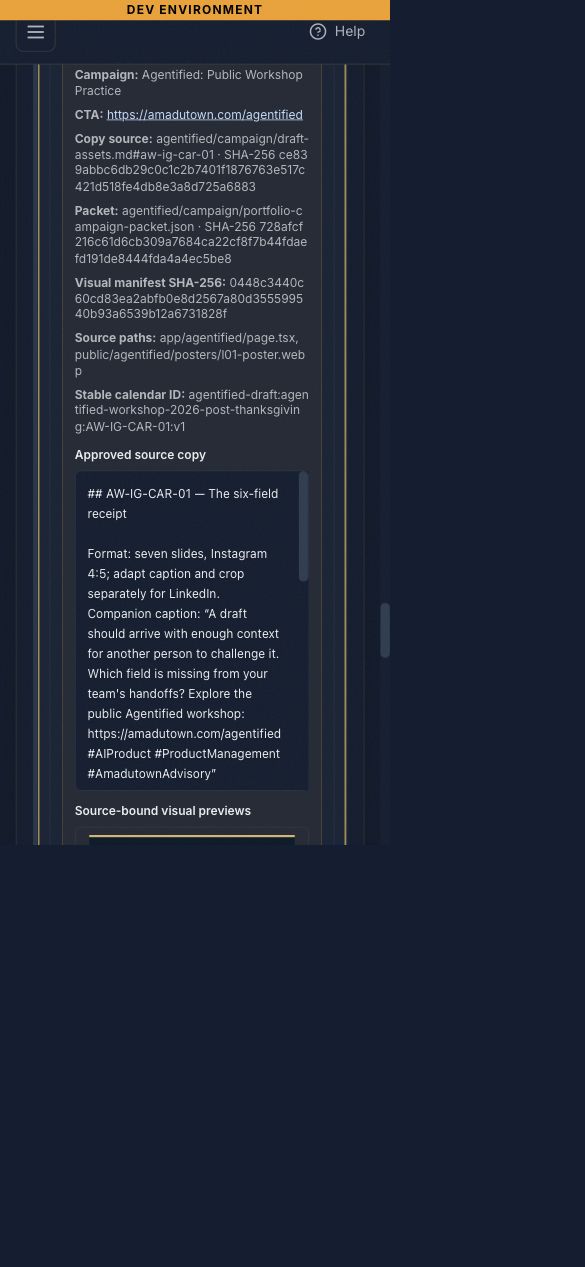 DEV ENVIRONMENT
Help
Campaign: Agentified: Public Workshop
Practice
CTA: https://amadutown.com/agentified
Copy source: agentified/campaign/draft-
assets.md#aw-ig-car-01 · SHA-256 ce83
9abbc6db29c0c1c2b7401f1876763e517c
421d518fe4db8e3a8d725a6883
Packet: agentified/campaign/portfolio-c
ampaign-packet.json · SHA-256 728afcf
216c61d6cb309a7684ca22cf8f7b44fdae
fd191de8444fda4a4ec5be8
Visual manifest SHA-256: 0448c3440c
60cd83ea2abfb0e8d2567a80d3555995
40b93a6539b12a6731828f
Source paths: app/agentified/page.tsx,
public/agentified/posters/l01-poster.web
p
Stable calendar ID: agentified-draft:agen
tified-workshop-2026-post-thanksgivin
g:AW-IG-CAR-01:v1
Approved source copy
## AW-IG-CAR-01 — The six-field
receipt
Format: seven slides, Instagram
4:5; adapt caption and crop
separately for LinkedIn.
Companion caption: “A draft
should arrive with enough context
for another person to challenge it.
Which field is missing from your
team's handoffs? Explore the
public Agentified workshop:
https://amadutown.com/agentified
#AIProduct #ProductManagement
#AmadutownAdvisory”
Source-bound visual previews